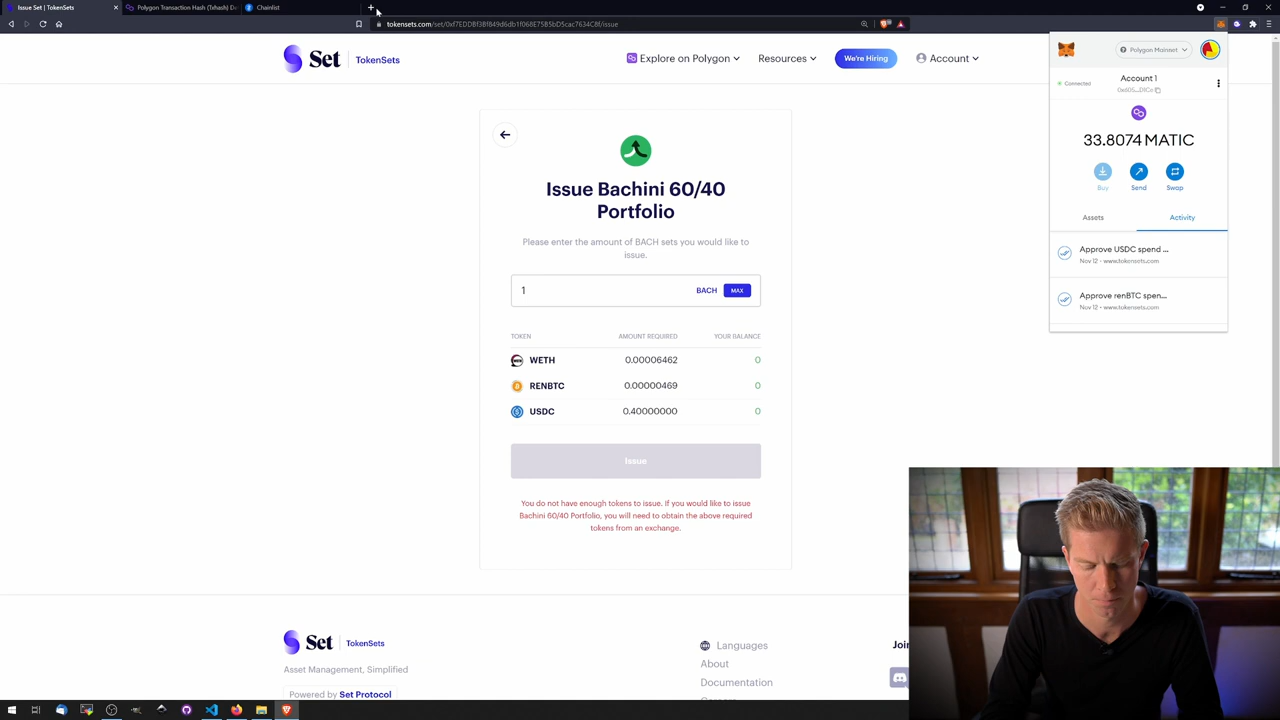 Issue Set | TokenSets
Polygon Transaction Hash (Txhash) De
Chainlist
tokensets.com/set/0xf7EDDBf3Bf849d6db1f068E75B5bD5cac7634C8f/issue
Set
TokenSets
Explore on Polygon
Resources
We're Hiring
Account
Issue Bachini 60/40
Portfolio
Please enter the amount of BACH sets you would like to
issue.
1
BACH
MAX
TOKEN AMOUNT REQUIRED YOUR BALANCE
WETH 0.00006462 0
RENBTC 0.00000469 0
USDC 0.40000000 0
Issue
You do not have enough tokens to issue. If you would like to issue
Bachini 60/40 Portfolio, you will need to obtain the above required
tokens from an exchange.
Polygon Mainnet
Connected
Account 1
33.8074 MATIC
Buy
Send
Swap
Assets
Activity
Approve USDC spend ...
Nov 12 - www.tokensets.com
Approve renBTC spen...
Nov 12 - www.tokensets.com
Set
TokenSets
Asset Management, Simplified
Powered by Set Protocol
Languages
About
Documentation